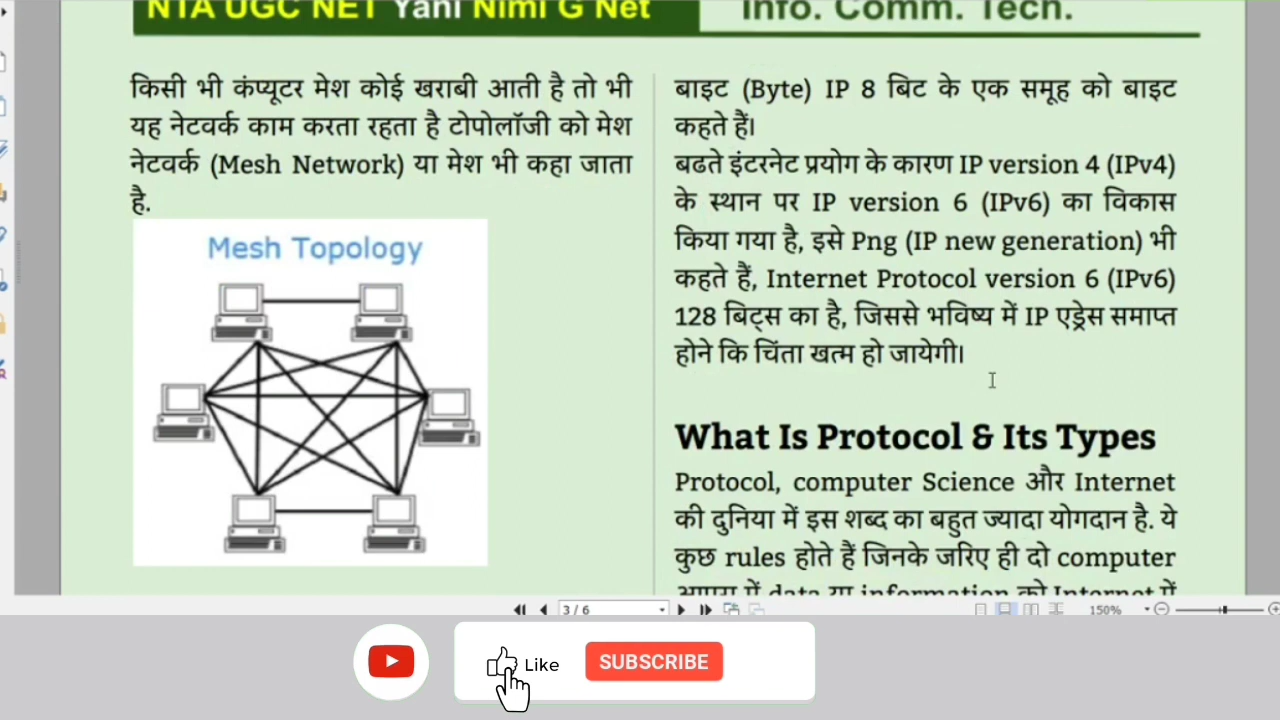 NTA UGC NET Yani Nimi G Net
Info. Comm. Tech.
किसी भी कंप्यूटर मेश कोई खराबी आती है तो भी
यह नेटवर्क काम करता रहता है टोपोलॉजी को मेश
नेटवर्क (Mesh Network) या मेश भी कहा जाता
है.
Mesh Topology
बाइट (Byte) IP 8 बिट के एक समूह को बाइट
कहते हैं।
बढते इंटरनेट प्रयोग के कारण IP version 4 (IPv4)
के स्थान पर IP version 6 (IPv6) का विकास
किया गया है, इसे Png (IP new generation) भी
कहते हैं, Internet Protocol version 6 (IPv6)
128 बिट्स का है, जिससे भविष्य में IP एड्रेस समाप्त
होने कि चिंता खत्म हो जायेगी।
What Is Protocol & Its Types
Protocol, computer Science और Internet
की दुनिया में इस शब्द का बहुत ज्यादा योगदान है. ये
कुछ rules होते हैं जिनके जरिए ही दो computer
आपस में data या information को Internet में
3 / 6
150%
Like
SUBSCRIBE